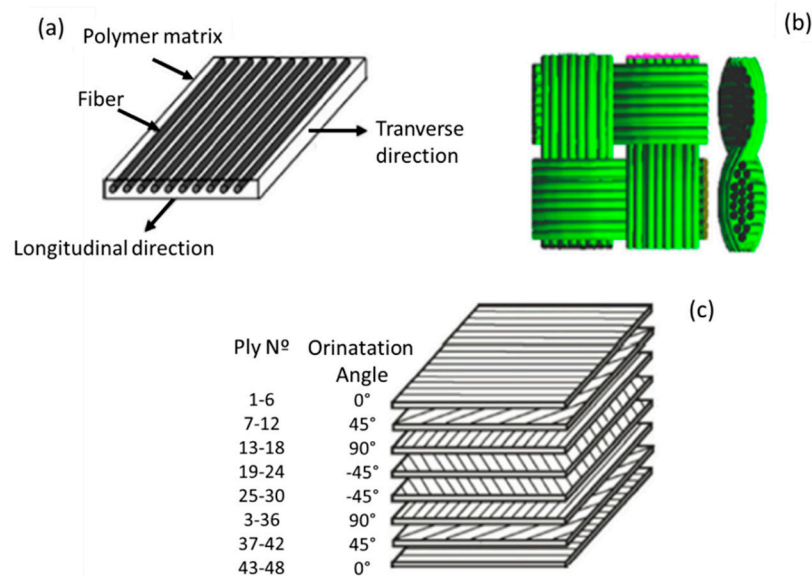 (a)
Polymer matrix
Fiber
Tranverse
direction
Longitudinal direction
(b)
(c)
Ply Nº Orinatation
Angle
1-6 0°
7-12 45°
13-18 90°
19-24 -45°
25-30 -45°
3-36 90°
37-42 45°
43-48 0°